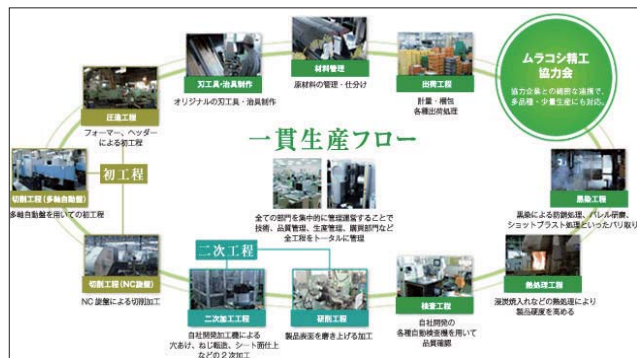 刃工具・治具制作
オリジナルの刃工具・治具制作
材料管理
原材料の管理・仕分け
出荷工程
計量・梱包
各種出荷処理
ムラコシ精工
協力会
協力企業との綿密な連携で、
多品種・少量生産にも対応。
圧造工程
フォーマー、ヘッダー
による初工程
一貫生産フロー
初工程
切削工程(多軸自動盤)
多軸自動盤を用いての初工程
全ての部門を集中的に管理運営することで
技術、品質管理、生産管理、購買部門など
全工程をトータルに管理
黒染工程
黒染による防錆処理、バレル研磨、
ショットブラスト処理といったバリ取り
切削工程(NC旋盤)
NC旋盤による切削加工
二次工程
二次加工工程
自社開発加工機による
穴あけ、ねじ転造、シート面仕上
などの2次加工
研削工程
製品表面を磨き上げる加工
検査工程
自社開発の
各種自動検査機を用いて
品質確認
熱処理工程
浸炭焼入れなどの熱処理により
製品硬度を高める